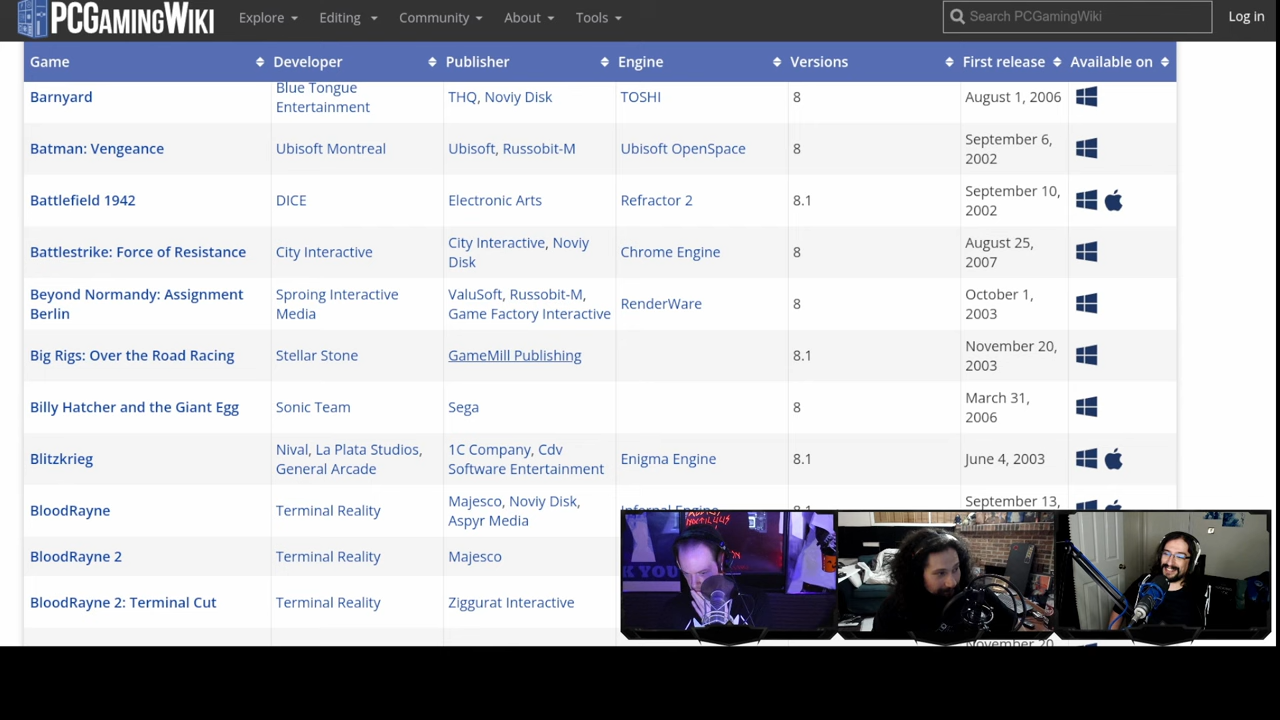 PCGAMINGWIKI Explore Editing Community About Tools Search PCGamingWiki Log in
Game Developer Publisher Engine Versions First release Available on
Barnyard Blue Tongue Entertainment THQ, Noviy Disk TOSHI 8 August 1, 2006
Batman: Vengeance Ubisoft Montreal Ubisoft, Russobit-M Ubisoft OpenSpace 8 September 6, 2002
Battlefield 1942 DICE Electronic Arts Refractor 2 8.1 September 10, 2002
Battlestrike: Force of Resistance City Interactive City Interactive, Noviy Disk Chrome Engine 8 August 25, 2007
Beyond Normandy: Assignment Berlin Sproing Interactive Media ValuSoft, Russobit-M, Game Factory Interactive RenderWare 8 October 1, 2003
Big Rigs: Over the Road Racing Stellar Stone GameMill Publishing 8.1 November 20, 2003
Billy Hatcher and the Giant Egg Sonic Team Sega 8 March 31, 2006
Blitzkrieg Nival, La Plata Studios, General Arcade 1C Company, Cdv Software Entertainment Enigma Engine 8.1 June 4, 2003
BloodRayne Terminal Reality Majesco, Noviy Disk, Aspyr Media Infernal Engine 8.1 September 13,
BloodRayne 2 Terminal Reality Majesco
BloodRayne 2: Terminal Cut Terminal Reality Ziggurat Interactive
November 20,
K YOU